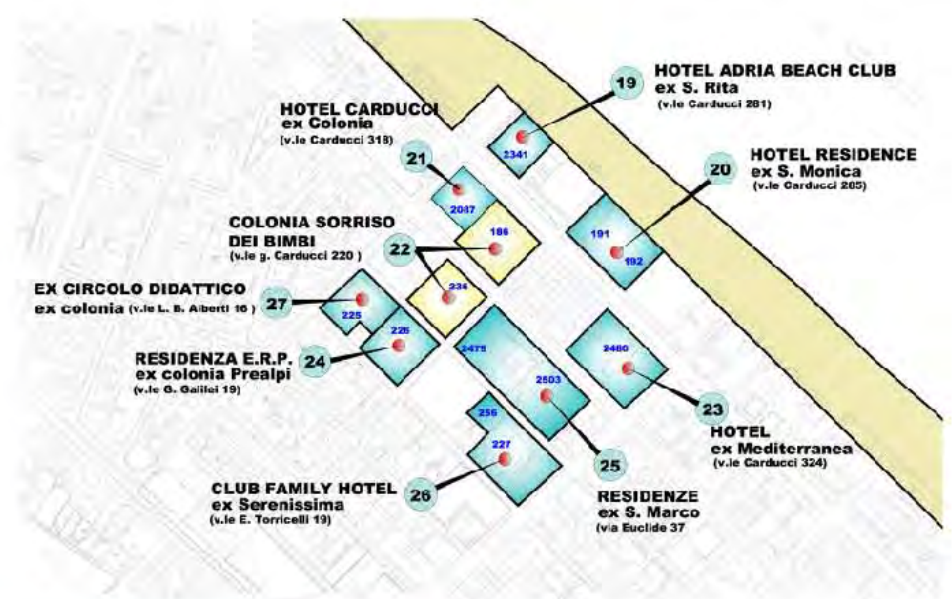 19
HOTEL ADRIA BEACH CLUB
ex S. Rita
(v.le Carducci 281)
2341
HOTEL CARDUCCI
ex Colonia
(v.le Carducci 318)
21
2087
20
HOTEL RESIDENCE
ex S. Monica
(v.le Carducci 285)
191
192
COLONIA SORRISO
DEI BIMBI
(v.le g. Carducci 220 )
22
186
234
EX CIRCOLO DIDATTICO
ex colonia (v.le L. B. Alberti 16 )
27
225
RESIDENZA E.R.P.
ex colonia Prealpi
(v.le G. Galilei 19)
24
226
2475
2503
2460
23
HOTEL
ex Mediterranea
(v.le Carducci 324)
256
227
CLUB FAMILY HOTEL
ex Serenissima
(v.le E. Torricelli 19)
26
25
RESIDENZE
ex S. Marco
(via Euclide 37